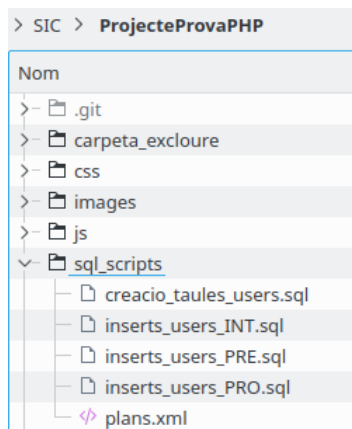 > SIC > ProjecteProvaPHP
Nom
.git
carpeta_excloure
css
images
js
sql_scripts
creacio_taules_users.sql
inserts_users_INT.sql
inserts_users_PRE.sql
inserts_users_PRO.sql
plans.xml